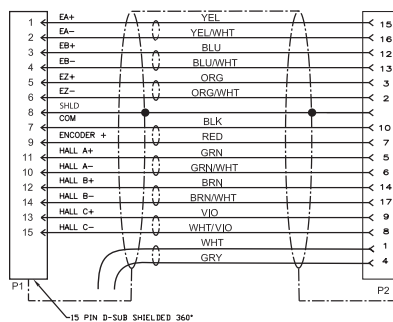 1 EA+ YEL 15
2 EA- YEL/WHT 16
3 EB+ BLU 12
4 EB- BLU/WHT 13
5 EZ+ ORG 3
6 EZ- ORG/WHT 2
8 SHLD
7 COM BLK 10
9 ENCODER + RED 7
11 HALL A+ GRN 5
10 HALL A- GRN/WHT 6
12 HALL B+ BRN 14
14 HALL B- BRN/WHT 17
13 HALL C+ VIO 9
15 HALL C- WHT/VIO 8
WHT 1
GRY 4
P1 P2
15 PIN D-SUB SHIELDED 360°